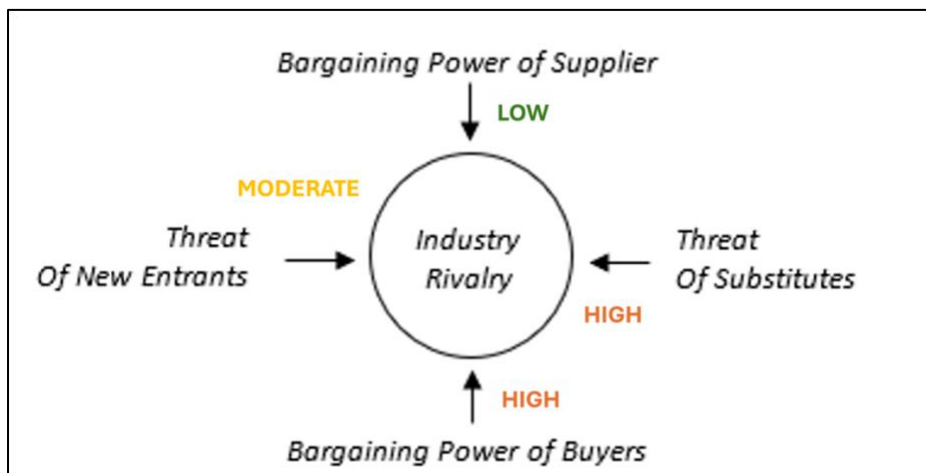 Bargaining Power of Supplier
LOW
MODERATE
Threat
Of New Entrants
Industry
Rivalry
Threat
Of Substitutes
HIGH
HIGH
Bargaining Power of Buyers